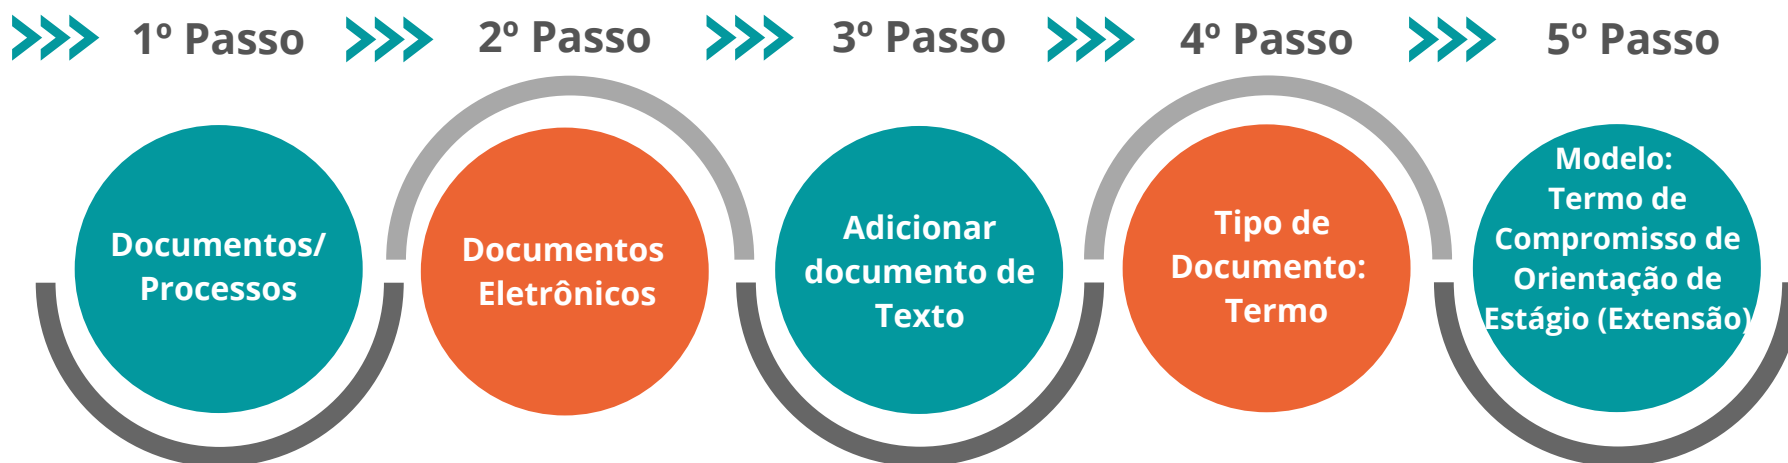 1º Passo
2º Passo
3º Passo
4º Passo
5º Passo
Documentos/
Processos
Documentos
Eletrônicos
Adicionar
documento de
Texto
Tipo de
Documento:
Termo
Modelo:
Termo de
Compromisso de
Orientação de
Estágio (Extensão)